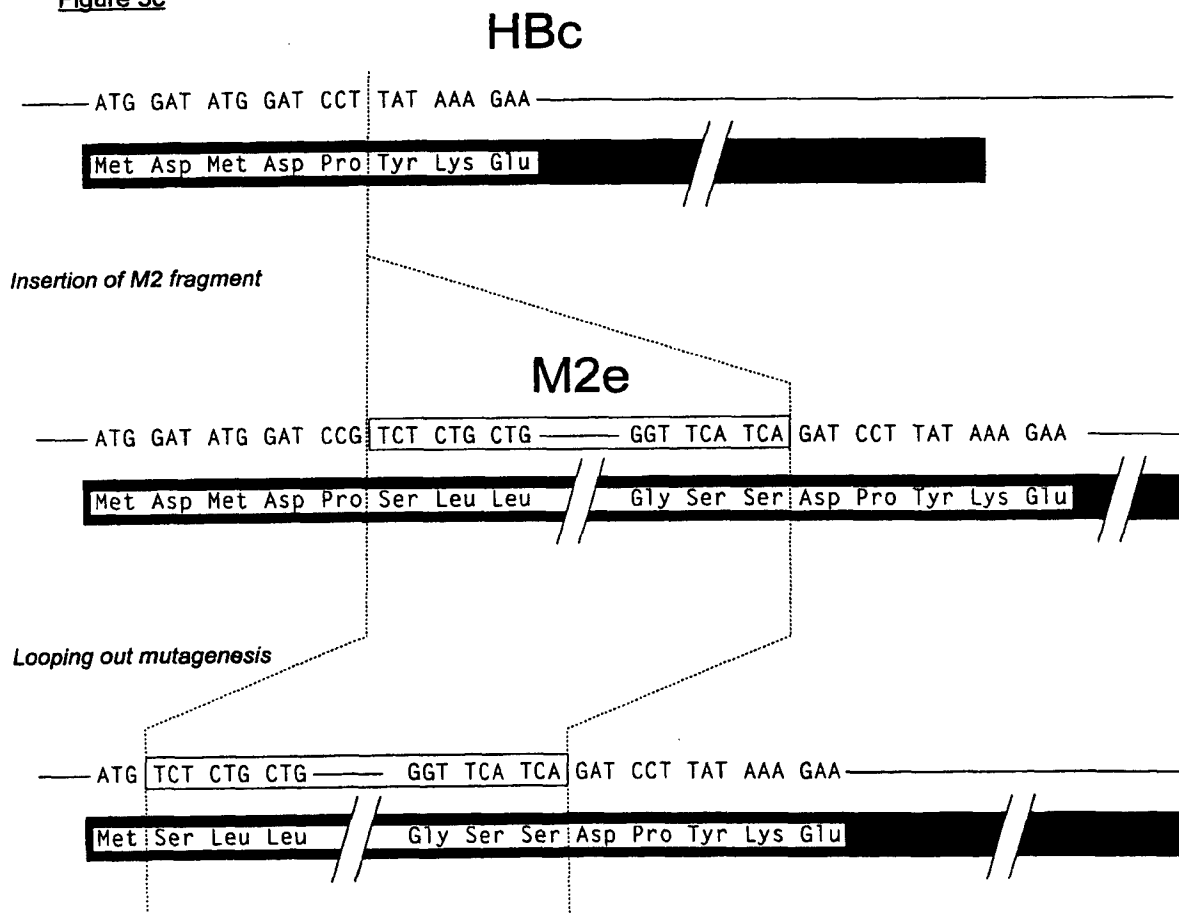 Figure 3c
HBc
ATG GAT ATG GAT CCT TAT AAA GAA
Met Asp Met Asp Pro Tyr Lys Glu
Insertion of M2 fragment
M2e
ATG GAT ATG GAT CCG TCT CTG CTG GGT TCA TCA GAT CCT TAT AAA GAA
Met Asp Met Asp Pro Ser Leu Leu Gly Ser Ser Asp Pro Tyr Lys Glu
Looping out mutagenesis
ATG TCT CTG CTG GGT TCA TCA GAT CCT TAT AAA GAA
Met Ser Leu Leu Gly Ser Ser Asp Pro Tyr Lys Glu